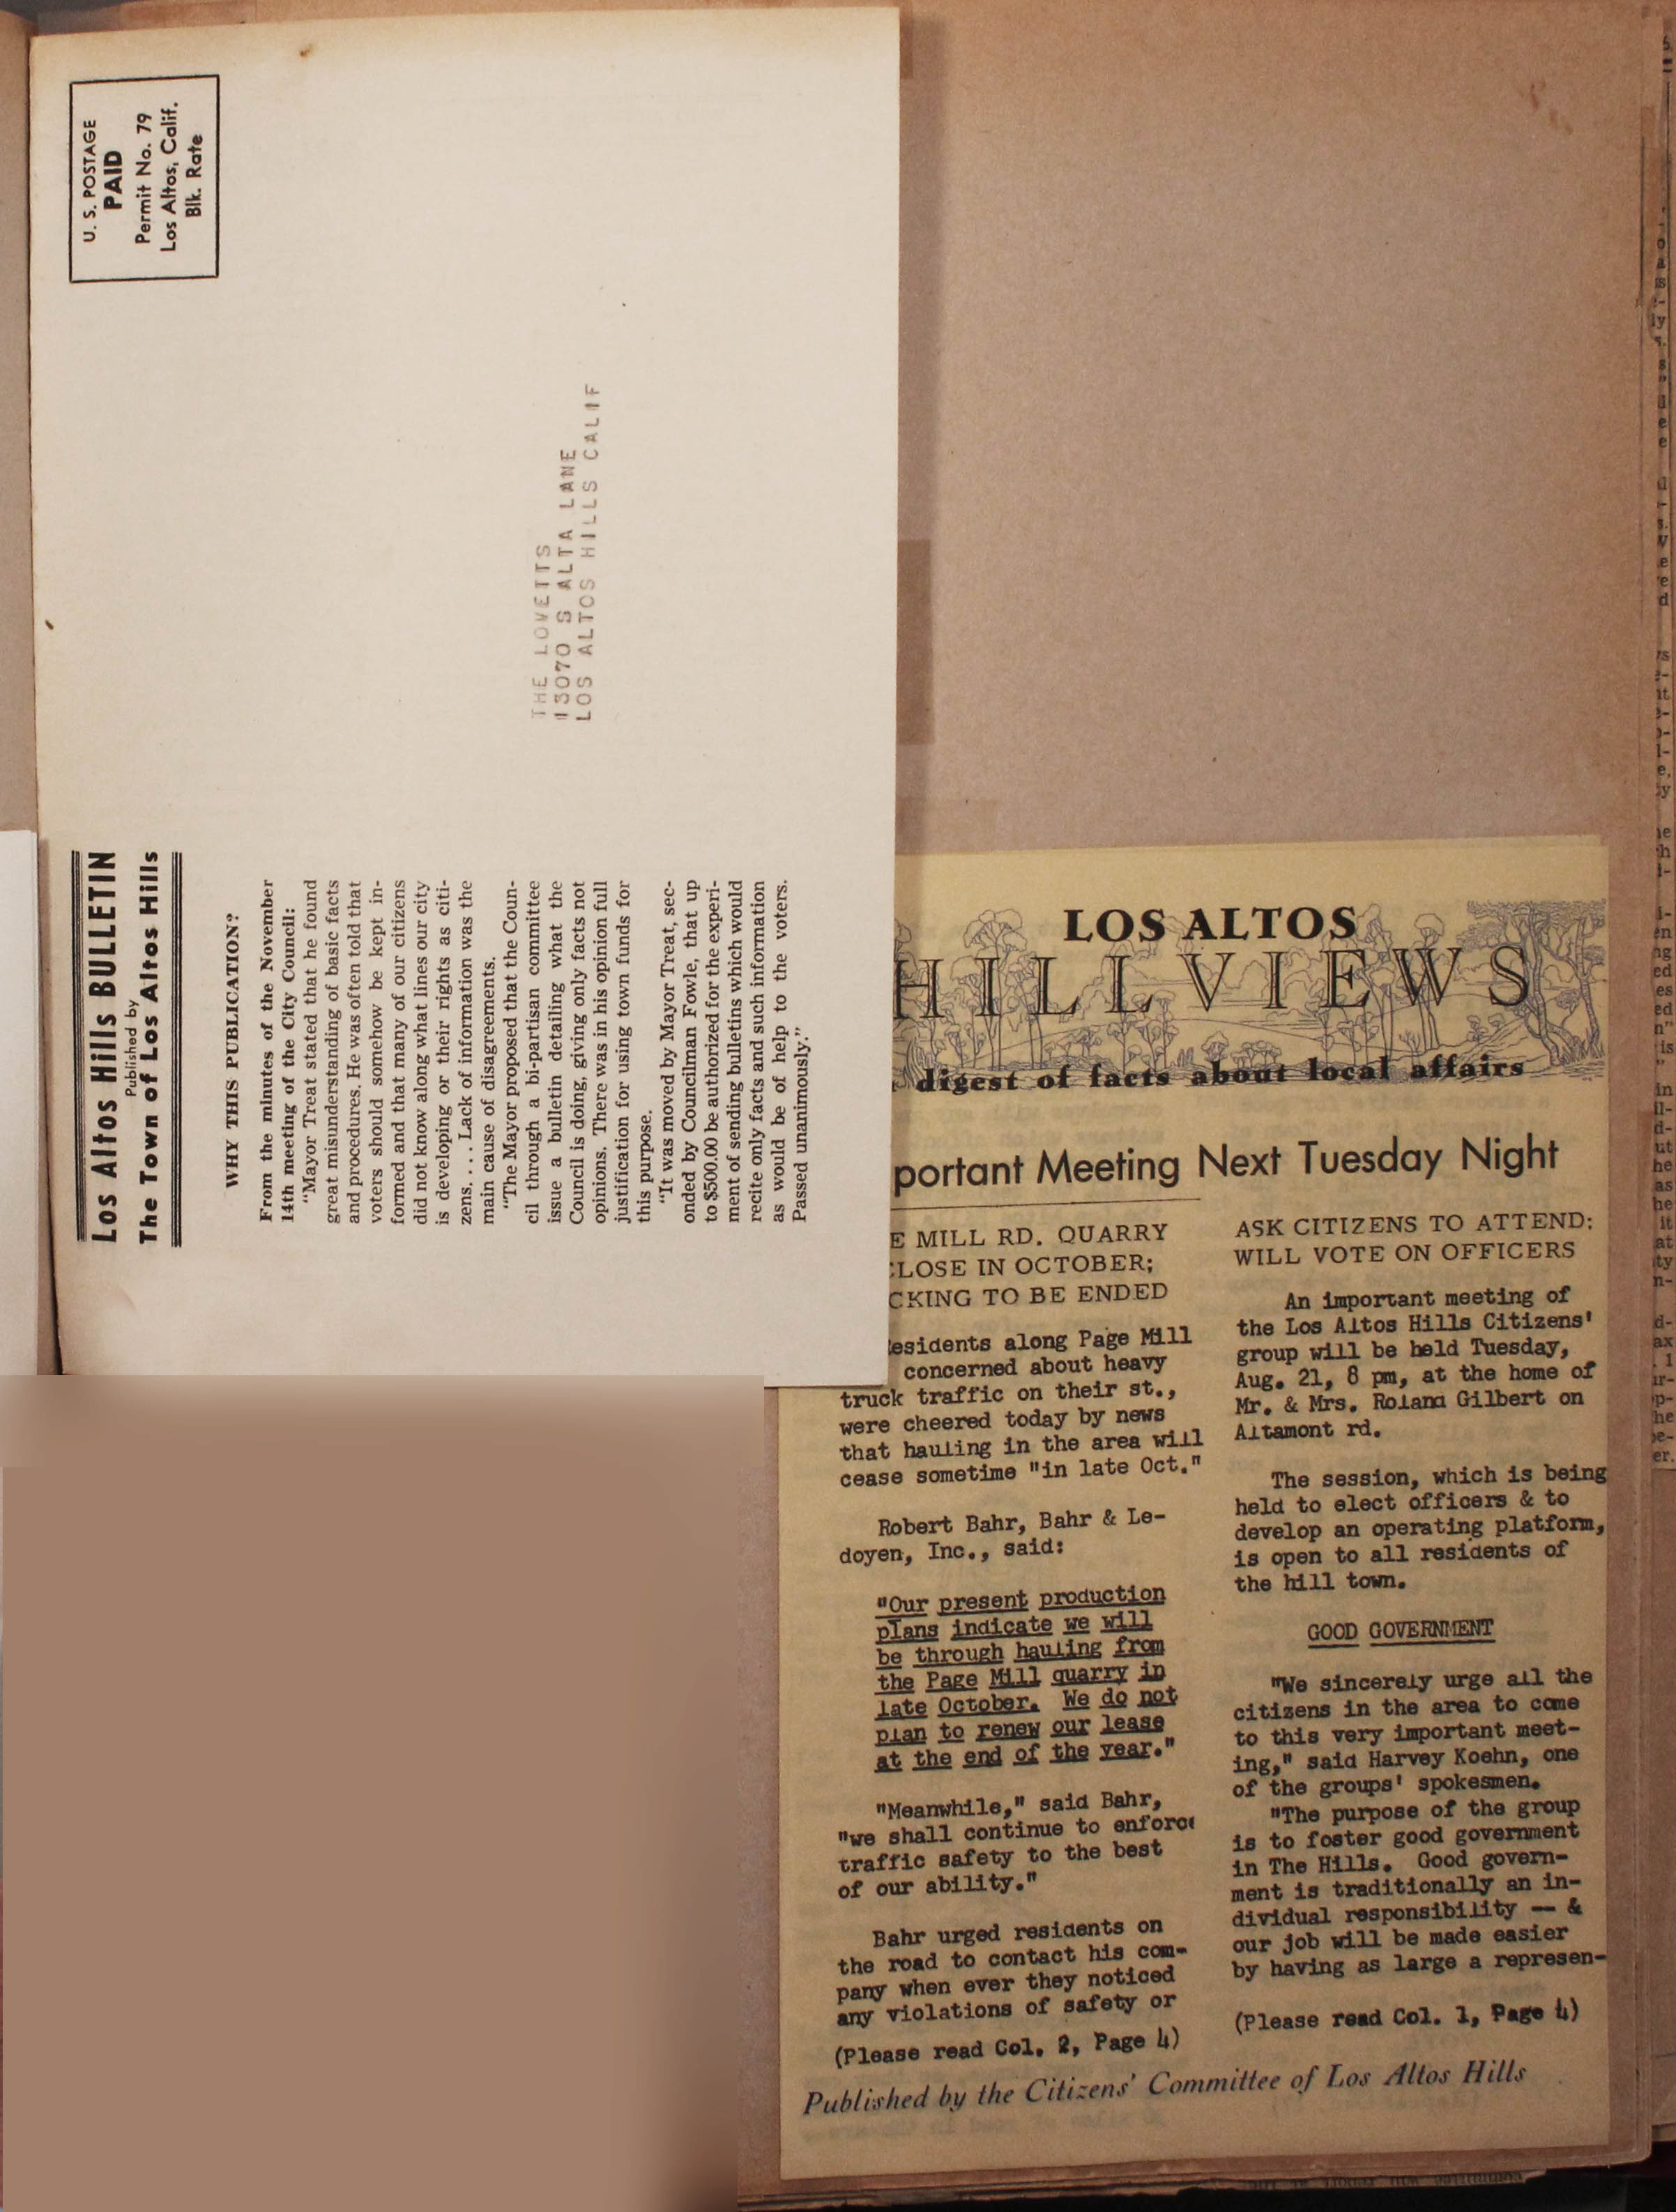 U. S. POSTAGE
PAID
Permit No. 79
Los Altos, Calif.
Blk. Rate
Los Altos Hills BULLETIN
Published by
The Town of Los Altos Hills
WHY THIS PUBLICATION?
From the minutes of the November
14th meeting of the City Council:
"Mayor Treat stated that he found
great misunderstanding of basic facts
and procedures. He was often told that
voters should somehow be kept in-
formed and that many of our citizens
did not know along what lines our city
is developing or their rights as citi-
zens. . . . Lack of information was the
main cause of disagreements.
"The Mayor proposed that the Coun-
cil through a bi-partisan committee
issue a bulletin detailing what the
Council is doing, giving only facts not
opinions. There was in his opinion full
justification for using town funds for
this purpose.
"It was moved by Mayor Treat, sec-
onded by Councilman Fowle, that up
to $500.00 be authorized for the experi-
ment of sending bulletins which would
recite only facts and such information
as would be of help to the voters.
Passed unanimously."
THE LOVETTS
13070 S ALTA LANE
LOS ALTOS HILLS CALIF
LOS ALTOS
HILLVIEWS
digest of facts about local affairs
portant Meeting Next Tuesday Night
E MILL RD. QUARRY
LOSE IN OCTOBER;
CKING TO BE ENDED
esidents along Page Mill
concerned about heavy
truck traffic on their st.,
were cheered today by news
that hauling in the area will
cease sometime "in late Oct."
Robert Bahr, Bahr & Le-
doyen, Inc., said:
"Our present production
plans indicate we will
be through hauling from
the Page Mill quarry in
late October. We do not
plan to renew our lease
at the end of the year."
"Meanwhile," said Bahr,
"we shall continue to enforce
traffic safety to the best
of our ability."
Bahr urged residents on
the road to contact his com-
pany when ever they noticed
any violations of safety or
(Please read Col. 2, Page 4)
ASK CITIZENS TO ATTEND:
WILL VOTE ON OFFICERS
An important meeting of
the Los Altos Hills Citizens'
group will be held Tuesday,
Aug. 21, 8 pm, at the home of
Mr. & Mrs. Roland Gilbert on
Altamont rd.
The session, which is being
held to elect officers & to
develop an operating platform,
is open to all residents of
the hill town.
GOOD GOVERNMENT
"We sincerely urge all the
citizens in the area to come
to this very important meet-
ing," said Harvey Koehn, one
of the groups' spokesmen.
"The purpose of the group
is to foster good government
in The Hills. Good govern-
ment is traditionally an in-
dividual responsibility -- &
our job will be made easier
by having as large a represen-
(Please read Col. 1, Page 4)
Published by the Citizens' Committee of Los Altos Hills